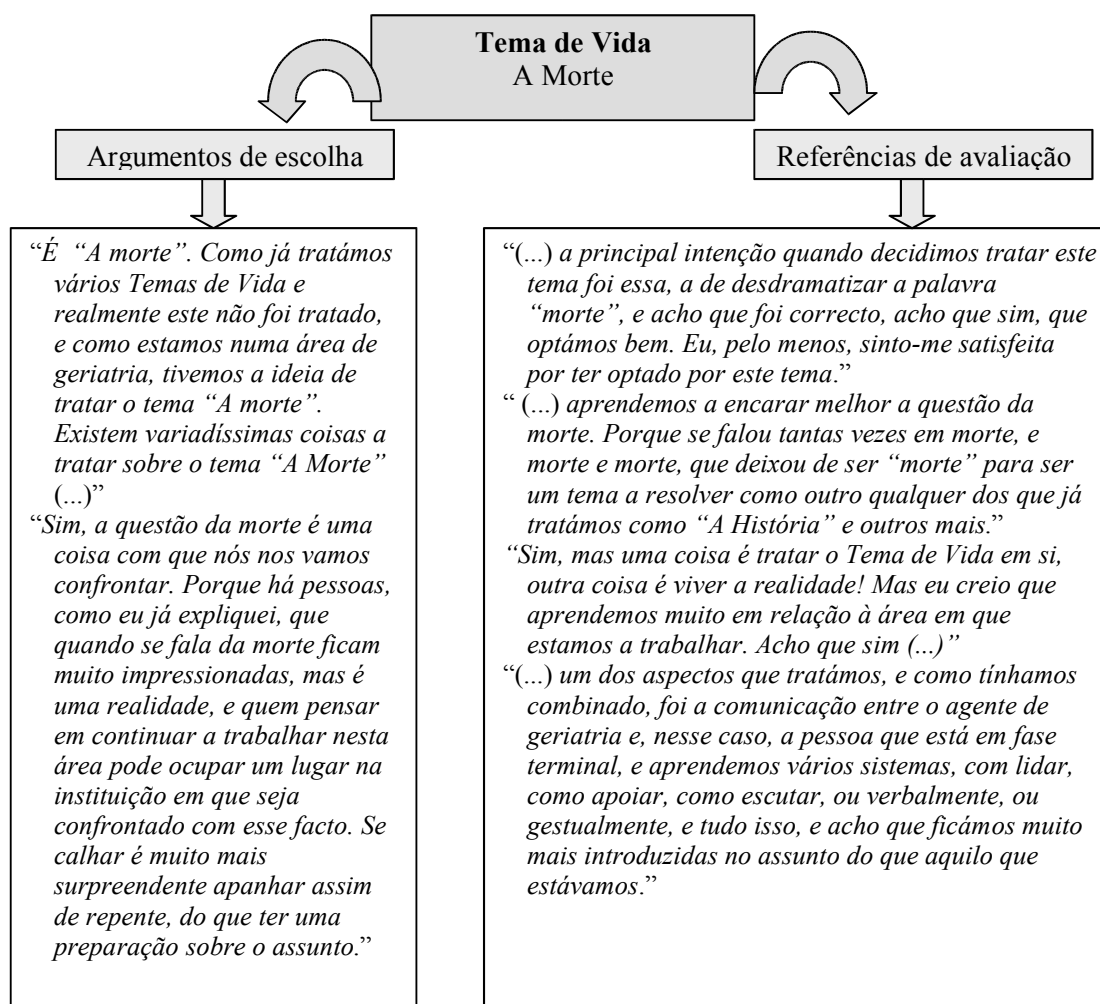 Tema de Vida
A Morte
Argumentos de escolha
Referências de avaliação
“É “A morte”. Como já tratámos
vários Temas de Vida e
realmente este não foi tratado,
e como estamos numa área de
geriatria, tivemos a ideia de
tratar o tema “A morte”.
Existem variadíssimas coisas a
tratar sobre o tema “A Morte”
(...)”
“Sim, a questão da morte é uma
coisa com que nós nos vamos
confrontar. Porque há pessoas,
como eu já expliquei, que
quando se fala da morte ficam
muito impressionadas, mas é
uma realidade, e quem pensar
em continuar a trabalhar nesta
área pode ocupar um lugar na
instituição em que seja
confrontado com esse facto. Se
calhar é muito mais
surpreendente apanhar assim
de repente, do que ter uma
preparação sobre o assunto.”
“(...) a principal intenção quando decidimos tratar este
tema foi essa, a de desdramatizar a palavra
“morte”, e acho que foi correcto, acho que sim, que
optámos bem. Eu, pelo menos, sinto-me satisfeita
por ter optado por este tema.”
“ (...) aprendemos a encarar melhor a questão da
morte. Porque se falou tantas vezes em morte, e
morte e morte, que deixou de ser “morte” para ser
um tema a resolver como outro qualquer dos que já
tratámos como “A História” e outros mais.”
“Sim, mas uma coisa é tratar o Tema de Vida em si,
outra coisa é viver a realidade! Mas eu creio que
aprendemos muito em relação à área em que
estamos a trabalhar. Acho que sim (...)”
“(...) um dos aspectos que tratámos, e como tínhamos
combinado, foi a comunicação entre o agente de
geriatria e, nesse caso, a pessoa que está em fase
terminal, e aprendemos vários sistemas, com lidar,
como apoiar, como escutar, ou verbalmente, ou
gestualmente, e tudo isso, e acho que ficámos muito
mais introduzidas no assunto do que aquilo que
estávamos.”